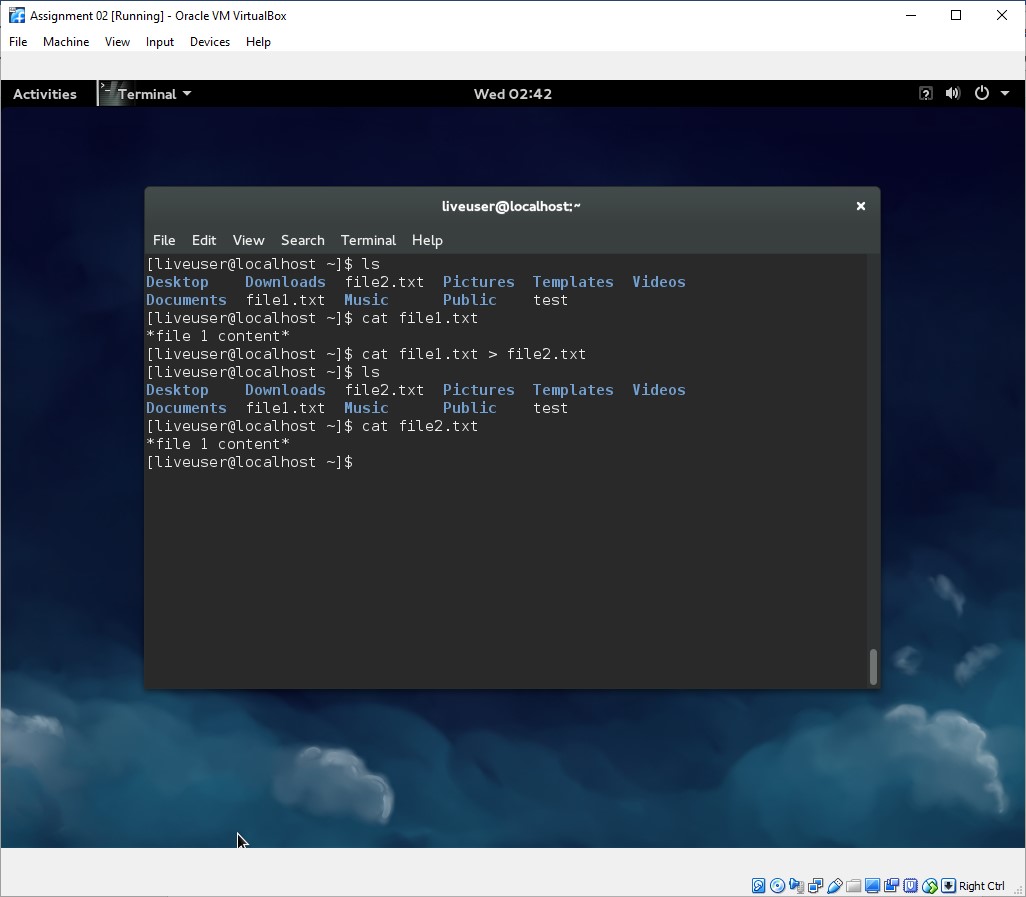 Assignment 02 [Running] - Oracle VM VirtualBox
File Machine View Input Devices Help
Activities Terminal Wed 02:42
liveuser@localhost:~
File Edit View Search Terminal Help
[liveuser@localhost ~]$ ls
Desktop Downloads file2.txt Pictures Templates Videos
Documents file1.txt Music Public test
[liveuser@localhost ~]$ cat file1.txt
*file 1 content*
[liveuser@localhost ~]$ cat file1.txt > file2.txt
[liveuser@localhost ~]$ ls
Desktop Downloads file2.txt Pictures Templates Videos
Documents file1.txt Music Public test
[liveuser@localhost ~]$ cat file2.txt
*file 1 content*
[liveuser@localhost ~]$
Right Ctrl